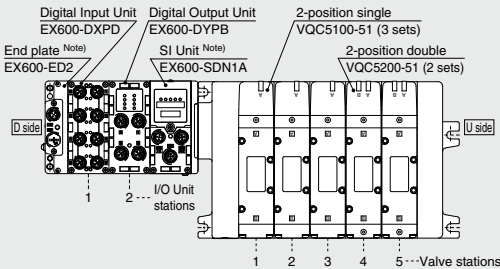 Digital Input Unit
EX600-DXPD
Digital Output Unit
EX600-DYPB
2-position single
VQC5100-51 (3 sets)
End plate Note)
EX600-ED2
SI Unit Note)
EX600-SDN1A
2-position double
VQC5200-51 (2 sets)
D side
U side
1
2
I/O Unit
stations
1 2 3 4 5
Valve stations